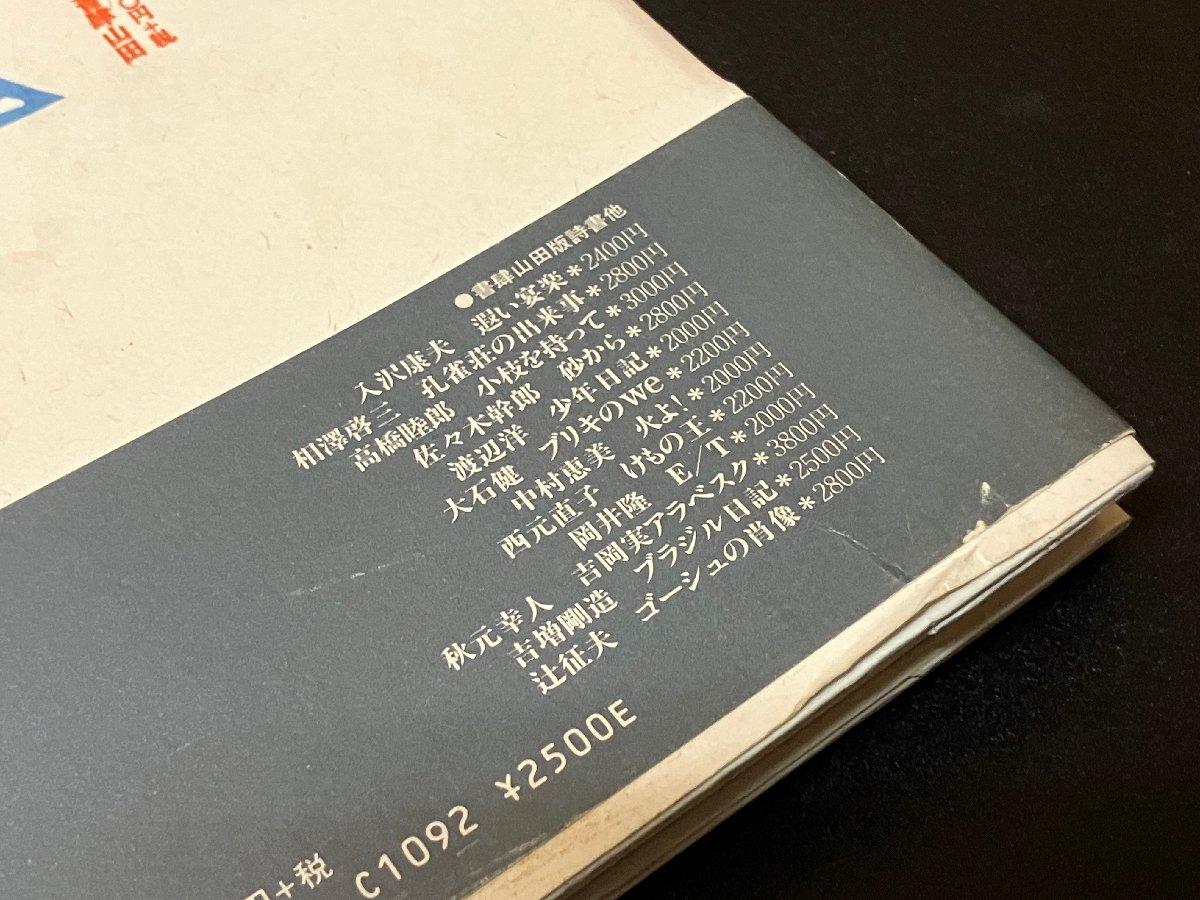 ●書肆山田版詩書他
入沢康夫　遐い宴楽*2400円
相澤啓三　孔雀荘の出来事*2800円
高橋睦郎　小枝を持って*3000円
佐々木幹郎　砂から*2800円
渡辺洋　少年日記*2000円
大石健　ブリキのWe*2200円
中村恵美　火よ!*2000円
西元直子　けもの王*2200円
岡井隆　E/T*2000円
秋元幸人　吉岡実アラベスク*3800円
吉増剛造　ブラジル日記*2500円
辻征夫　ゴーシュの肖像*2800円
円+税
C1092 ¥2500E